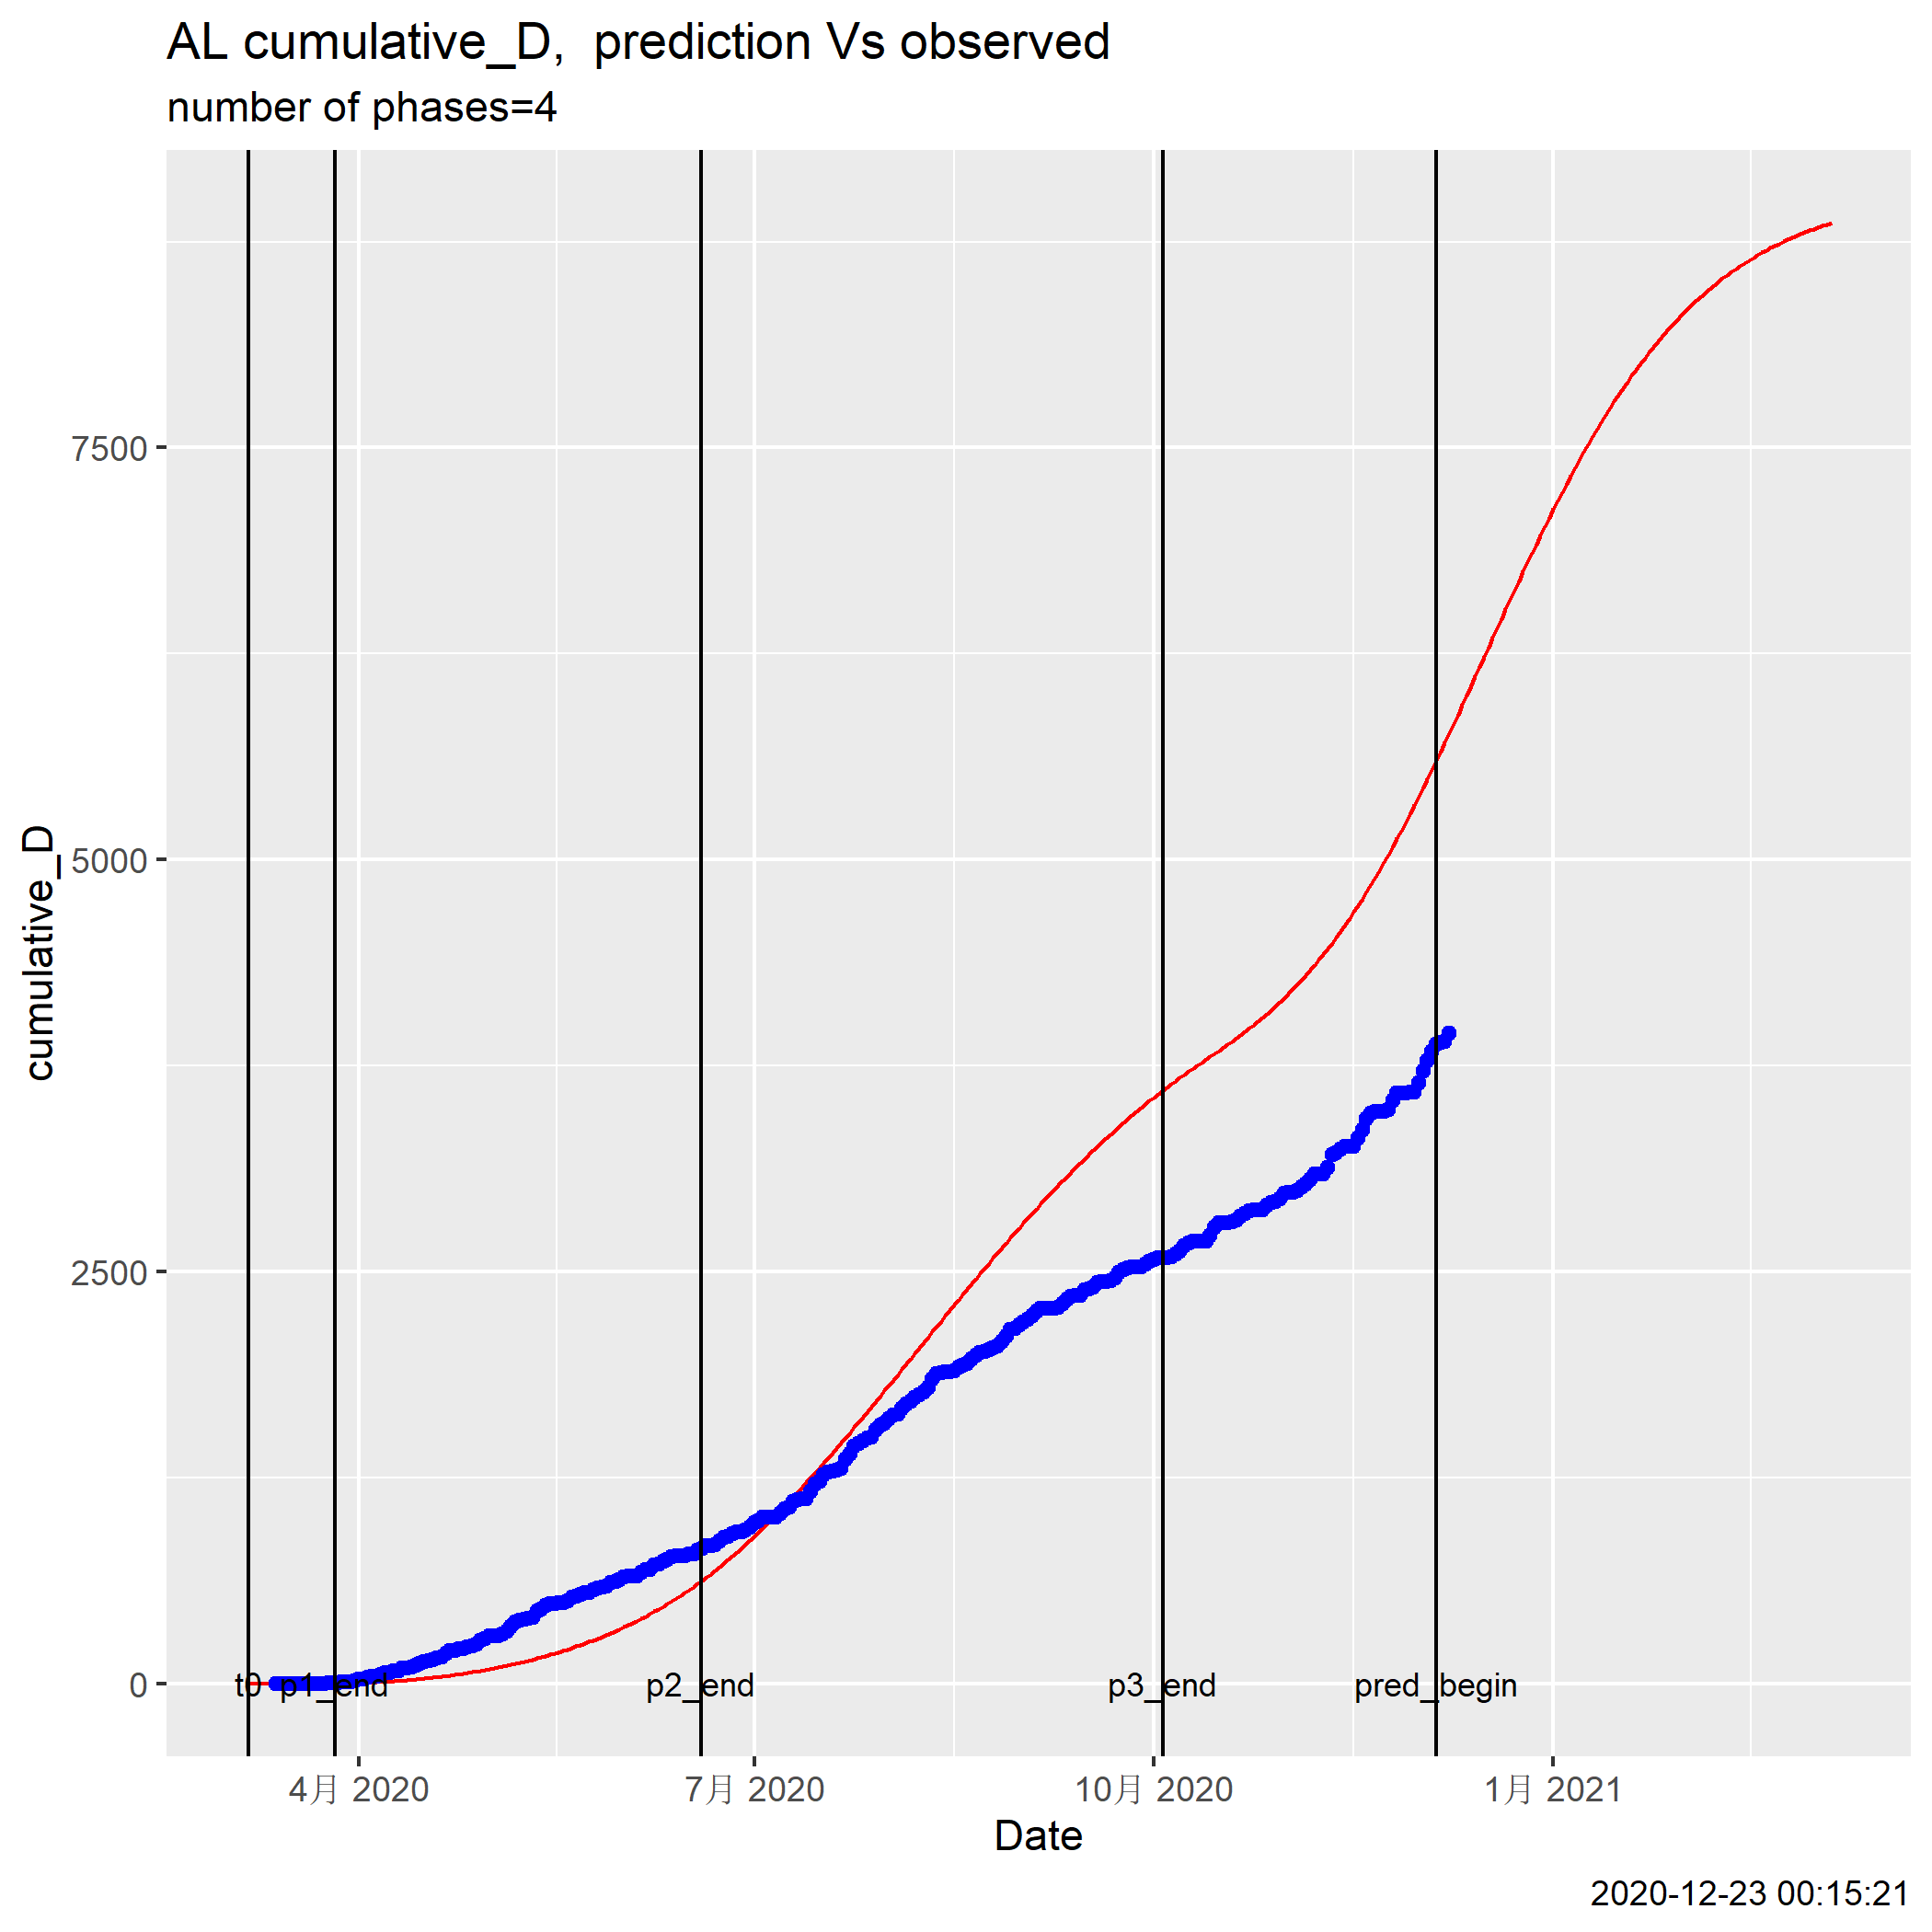 AL cumulative_D,  prediction Vs observed
number of phases=4
cumulative_D
7500
5000
2500
0
t0 p1_end p2_end p3_end pred_begin
4月 2020 7月 2020 10月 2020 1月 2021
Date
2020-12-23 00:15:21